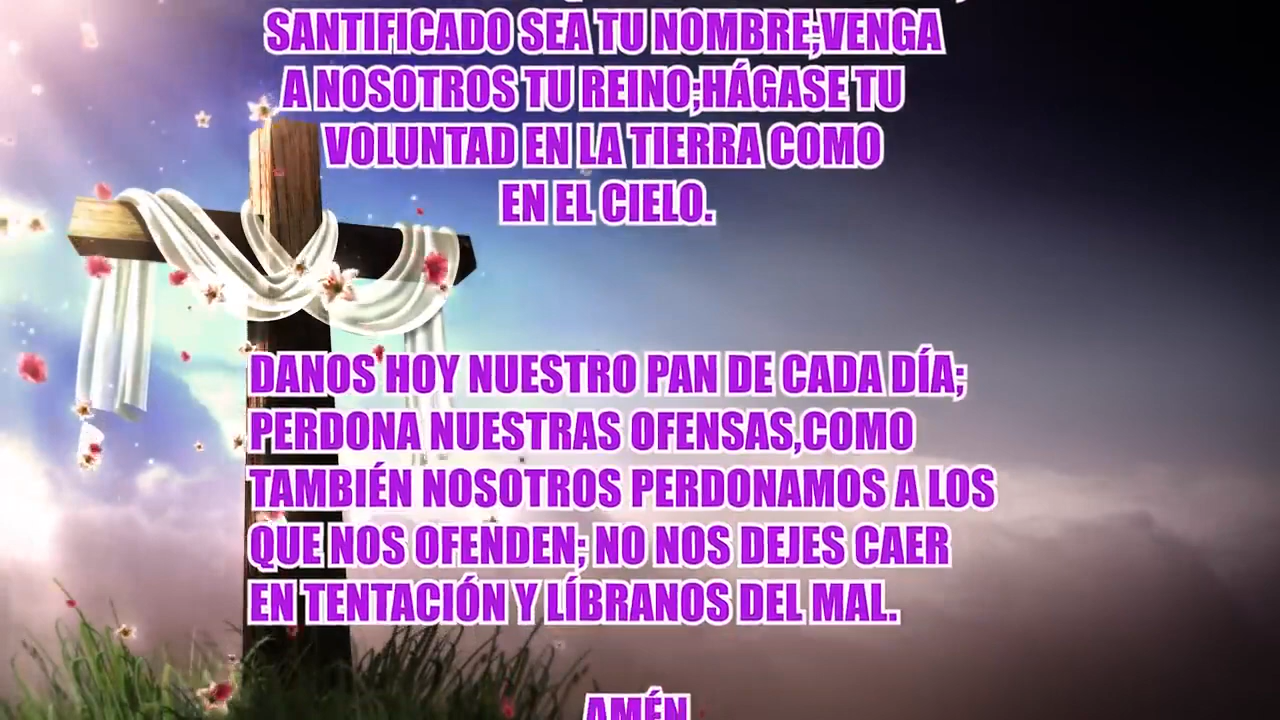 SANTIFICADO SEA TU NOMBRE;VENGA
A NOSOTROS TU REINO;HÁGASE TU
VOLUNTAD EN LA TIERRA COMO
EN EL CIELO.
DANOS HOY NUESTRO PAN DE CADA DÍA;
PERDONA NUESTRAS OFENSAS,COMO
TAMBIÉN NOSOTROS PERDONAMOS A LOS
QUE NOS OFENDEN; NO NOS DEJES CAER
EN TENTACIÓN Y LÍBRANOS DEL MAL.
AMÉN